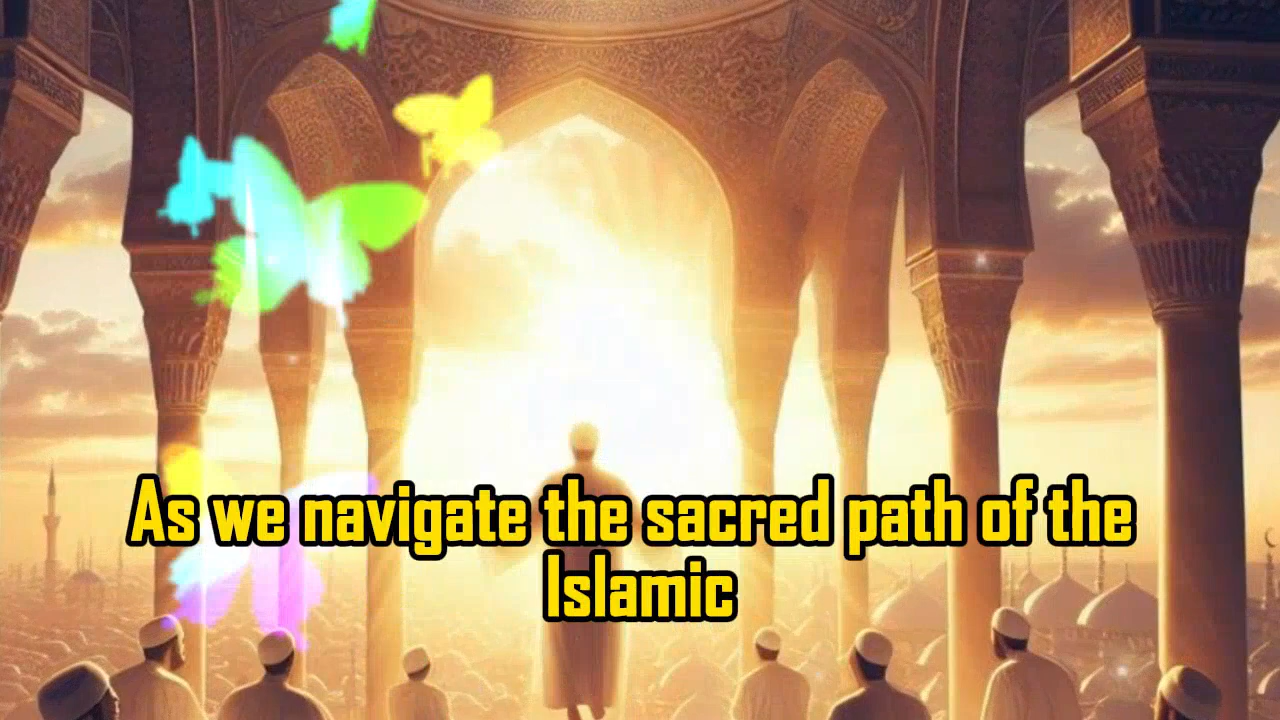 As we navigate the sacred path of the
Islamic